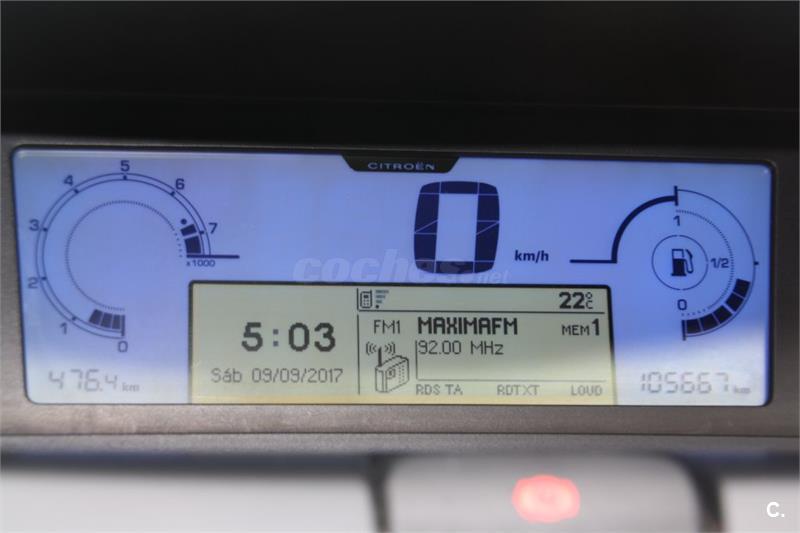 CITROËN
5
4
6
3
7
x1000
2
1
0
0
km/h
1
1/2
0
coches.net
22°C
5:03
FM1 MAXIMAFM MEM1
92.00 MHz
Sáb 09/09/2017
RDS TA RDTXT LOUD
476.4 km
105667 km
C.